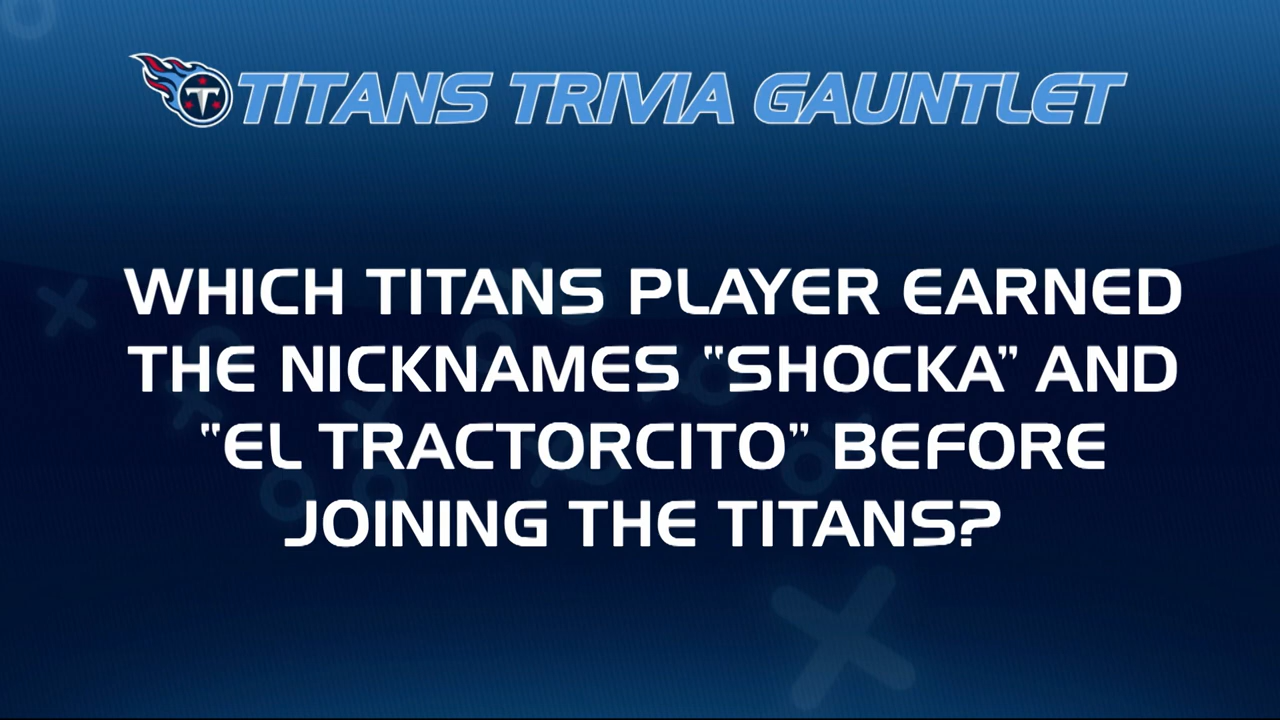 TITANS TRIVIA GAUNTLET
WHICH TITANS PLAYER EARNED
THE NICKNAMES “SHOCKA” AND
“EL TRACTORCITO” BEFORE
JOINING THE TITANS?